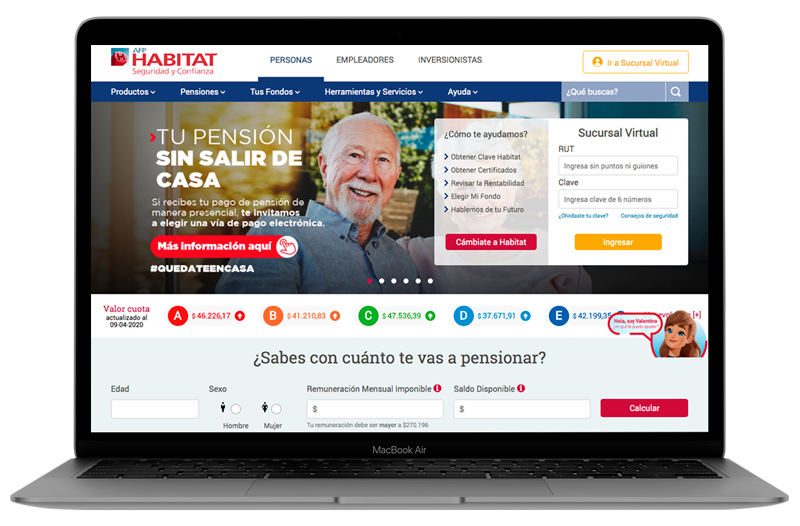 AFP
HABITAT
Seguridad y Confianza
PERSONAS
EMPLEADORES
INVERSIONISTAS
Ir a Sucursal Virtual
Productos
Pensiones
Tus Fondos
Herramientas y Servicios
Ayuda
¿Qué buscas?
TU PENSIÓN
SIN SALIR DE
CASA
Si recibes tu pago de pensión de
manera presencial, te invitamos
a elegir una vía de pago electrónica.
Más información aquí
#QUEDATEENCASA
¿Cómo te ayudamos?
Obtener Clave Habitat
Obtener Certificados
Revisar la Rentabilidad
Elegir Mi Fondo
Hablemos de tu Futuro
Cámbiate a Habitat
Sucursal Virtual
RUT
Ingresa sin puntos ni guiones
Clave
Ingresa clave de 6 números
¿Olvidaste tu clave?
Consejos de seguridad
Ingresar
Valor cuota
actualizado al
09-04-2020
A $ 46.226,17
B $ 41.210,83
C $ 47.536,39
D $ 37.671,91
E $ 42.199,35
[+]
Hola, soy Valentina
¿en qué te puedo ayudar?
¿Sabes con cuánto te vas a pensionar?
Edad
Sexo
Hombre
Mujer
Remuneración Mensual Imponible
$
Tu remuneración debe ser mayor a $270.196
Saldo Disponible
$
Calcular
MacBook Air